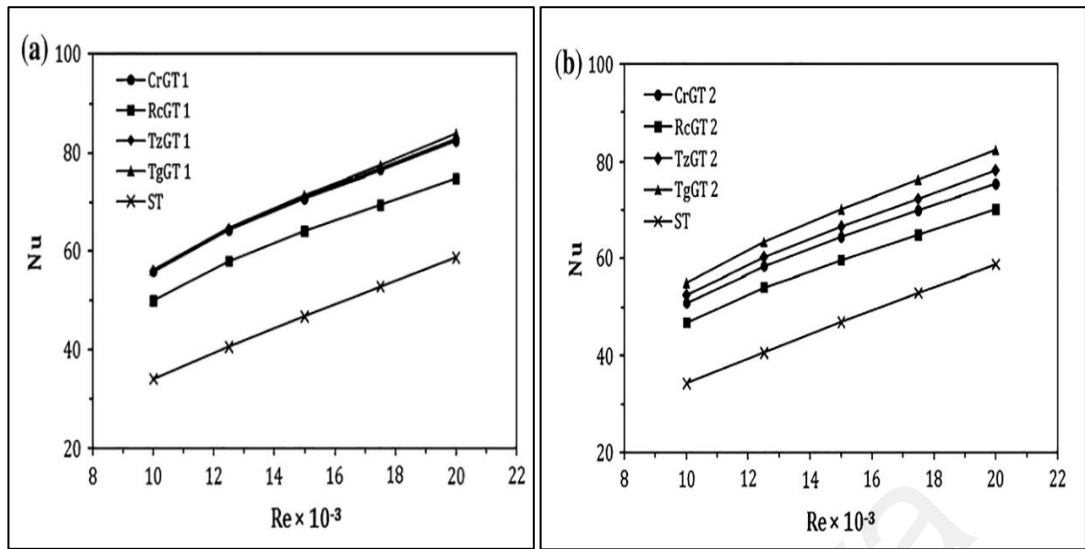 (a)
100
80
60
40
20
Nu
CrGT 1
RcGT 1
TzGT 1
TgGT 1
ST
8 10 12 14 16 18 20 22
Re × 10⁻³
(b)
100
80
60
40
20
Nu
CrGT 2
RcGT 2
TzGT 2
TgGT 2
ST
8 10 12 14 16 18 20 22
Re × 10⁻³